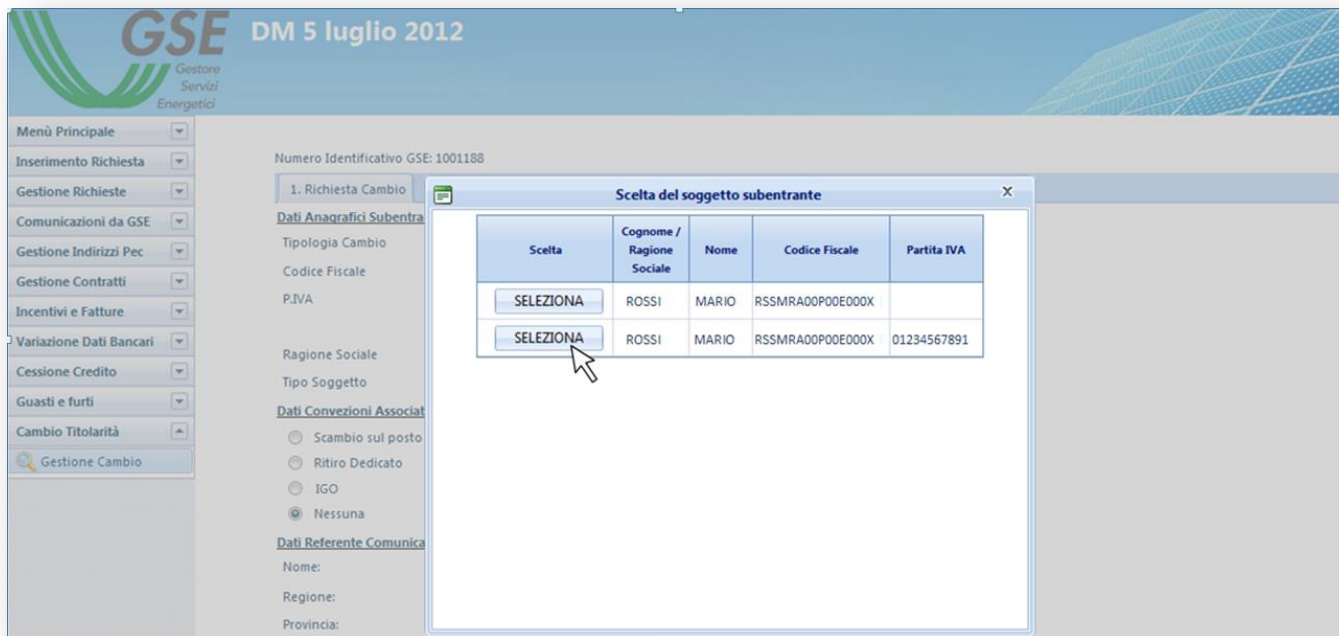 GSE
Gestore
Servizi
Energetici
DM 5 luglio 2012
Menù Principale
Inserimento Richiesta
Gestione Richieste
Comunicazioni da GSE
Gestione Indirizzi Pec
Gestione Contratti
Incentivi e Fatture
Variazione Dati Bancari
Cessione Credito
Guasti e furti
Cambio Titolarità
Gestione Cambio
Numero Identificativo GSE: 1001188
1. Richiesta Cambio
Dati Anagrafici Subentra
Tipologia Cambio
Codice Fiscale
P.IVA
Ragione Sociale
Tipo Soggetto
Dati Convezioni Associat
Scambio sul posto
Ritiro Dedicato
IGO
Nessuna
Dati Referente Comunica
Nome:
Regione:
Provincia:
Scelta del soggetto subentrante X
Scelta Cognome / Ragione Sociale Nome Codice Fiscale Partita IVA
SELEZIONA ROSSI MARIO RSSMRA00P00E000X
SELEZIONA ROSSI MARIO RSSMRA00P00E000X 01234567891